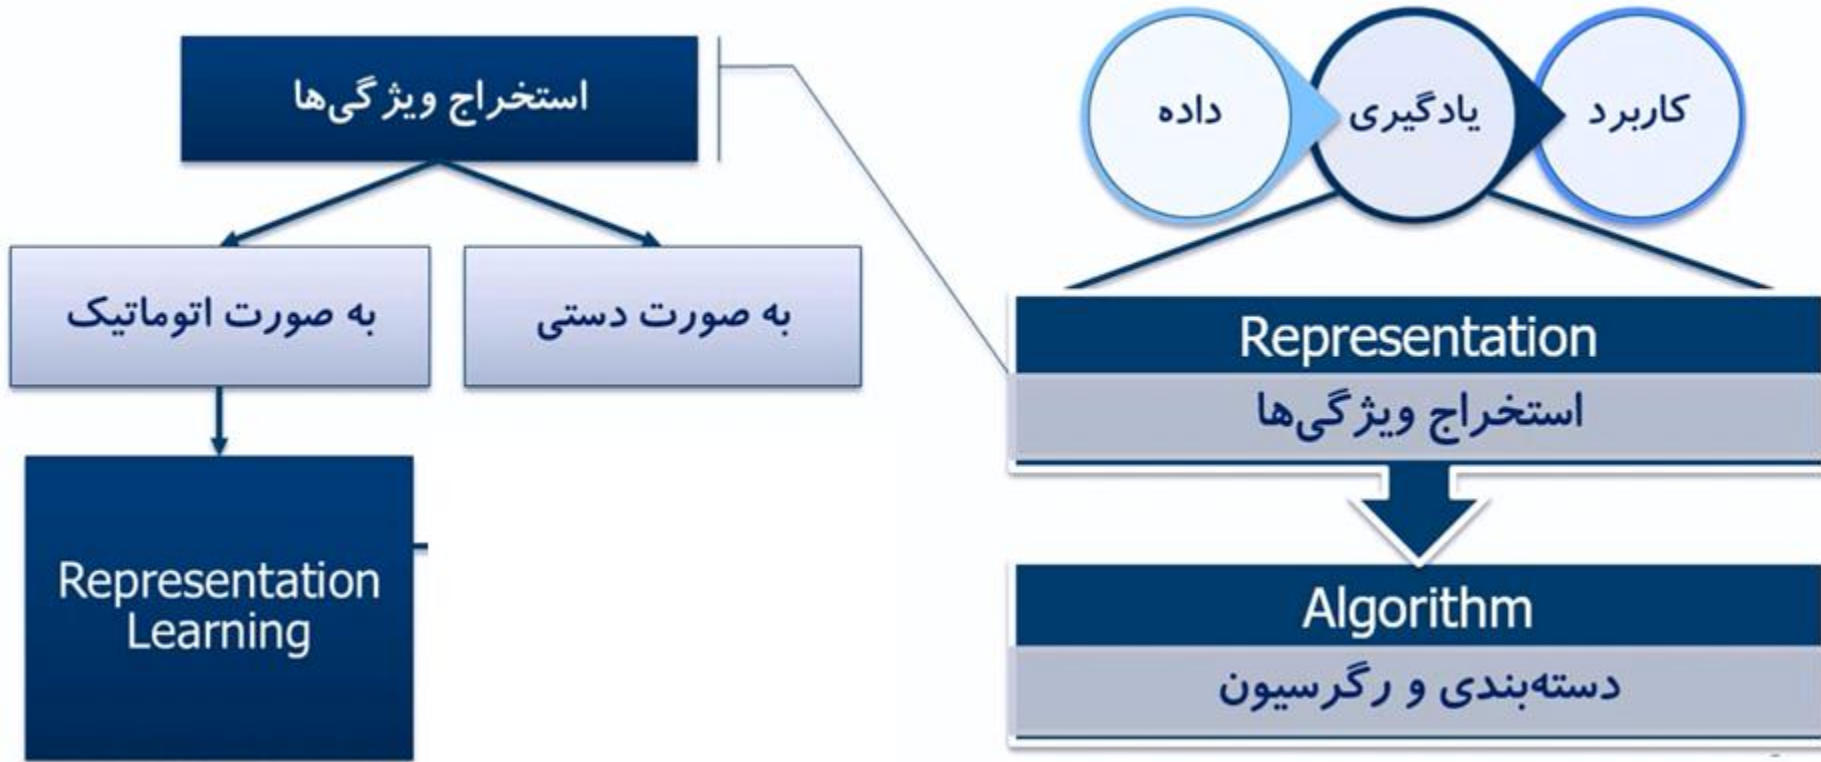 استخراج ویژگی‌ها
به صورت اتوماتیک
به صورت دستی
Representation
Learning
داده
یادگیری
کاربرد
Representation
استخراج ویژگی‌ها
Algorithm
دسته‌بندی و رگرسیون